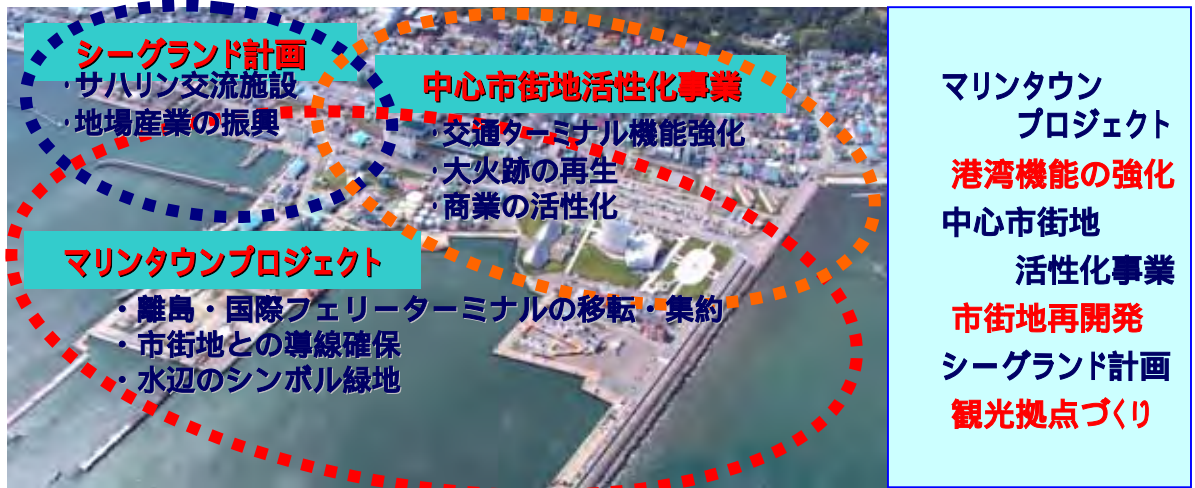 シーグランド計画
・サハリン交流施設
・地場産業の振興
中心市街地活性化事業
・交通ターミナル機能強化
・大火跡の再生
・商業の活性化
マリンタウンプロジェクト
・離島・国際フェリーターミナルの移転・集約
・市街地との導線確保
・水辺のシンボル緑地
マリンタウン
プロジェクト
港湾機能の強化
中心市街地
活性化事業
市街地再開発
シーグランド計画
観光拠点づくり